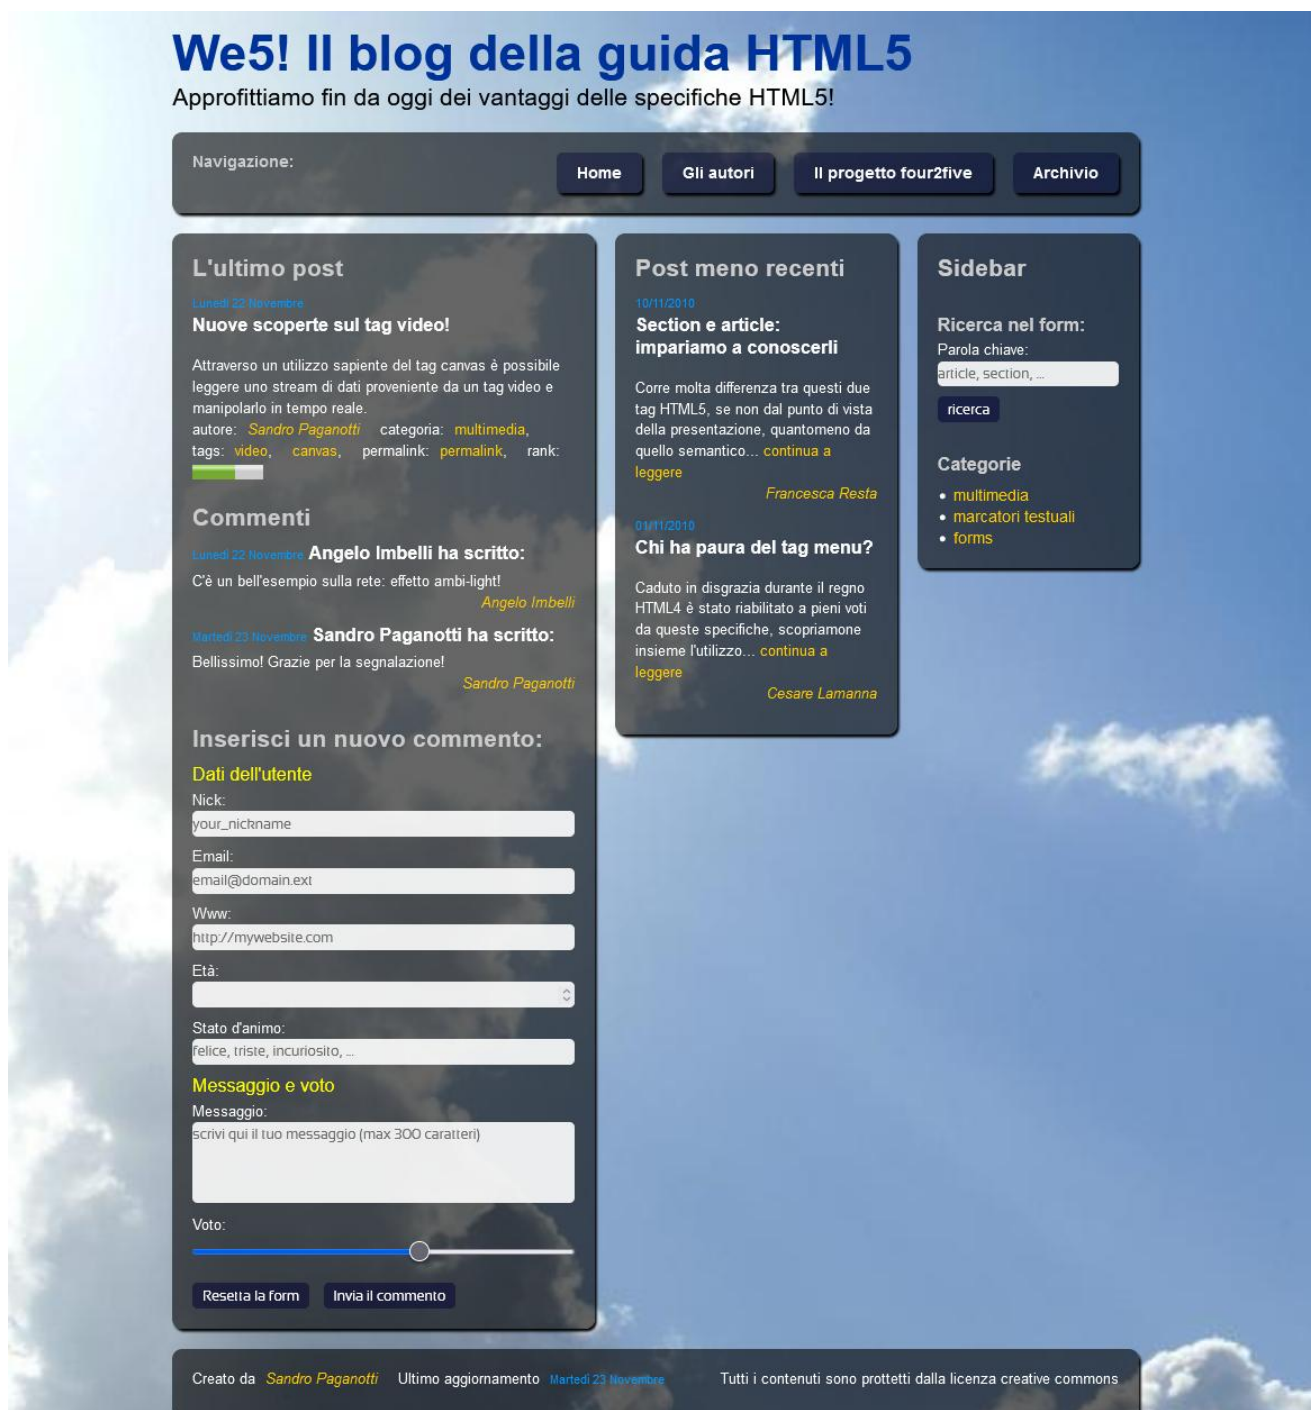 We5! Il blog della guida HTML5
Approfittiamo fin da oggi dei vantaggi delle specifiche HTML5!
Navigazione:
Home
Gli autori
Il progetto four2five
Archivio
L'ultimo post
Lunedì 22 Novembre
Nuove scoperte sul tag video!
Attraverso un utilizzo sapiente del tag canvas è possibile
leggere uno stream di dati proveniente da un tag video e
manipolarlo in tempo reale.
autore: Sandro Paganotti categoria: multimedia,
tags: video, canvas, permalink: permalink, rank:
Commenti
Lunedì 22 Novembre Angelo Imbelli ha scritto:
C'è un bell'esempio sulla rete: effetto ambi-light!
Angelo Imbelli
Martedì 23 Novembre Sandro Paganotti ha scritto:
Bellissimo! Grazie per la segnalazione!
Sandro Paganotti
Inserisci un nuovo commento:
Dati dell'utente
Nick:
your_nickname
Email:
email@domain.ext
Www:
http://mywebsite.com
Età:
Stato d'animo:
felice, triste, incuriosito, ...
Messaggio e voto
Messaggio:
scrivi qui il tuo messaggio (max 300 caratteri)
Voto:
Resetta la form
Invia il commento
Post meno recenti
10/11/2010
Section e article:
impariamo a conoscerli
Corre molta differenza tra questi due
tag HTML5, se non dal punto di vista
della presentazione, quantomeno da
quello semantico... continua a
leggere
Francesca Resta
01/11/2010
Chi ha paura del tag menu?
Caduto in disgrazia durante il regno
HTML4 è stato riabilitato a pieni voti
da queste specifiche, scopriamone
insieme l'utilizzo... continua a
leggere
Cesare Lamanna
Sidebar
Ricerca nel form:
Parola chiave:
article, section, ...
ricerca
Categorie
• multimedia
• marcatori testuali
• forms
Creato da Sandro Paganotti Ultimo aggiornamento Martedì 23 Novembre Tutti i contenuti sono prottetti dalla licenza creative commons